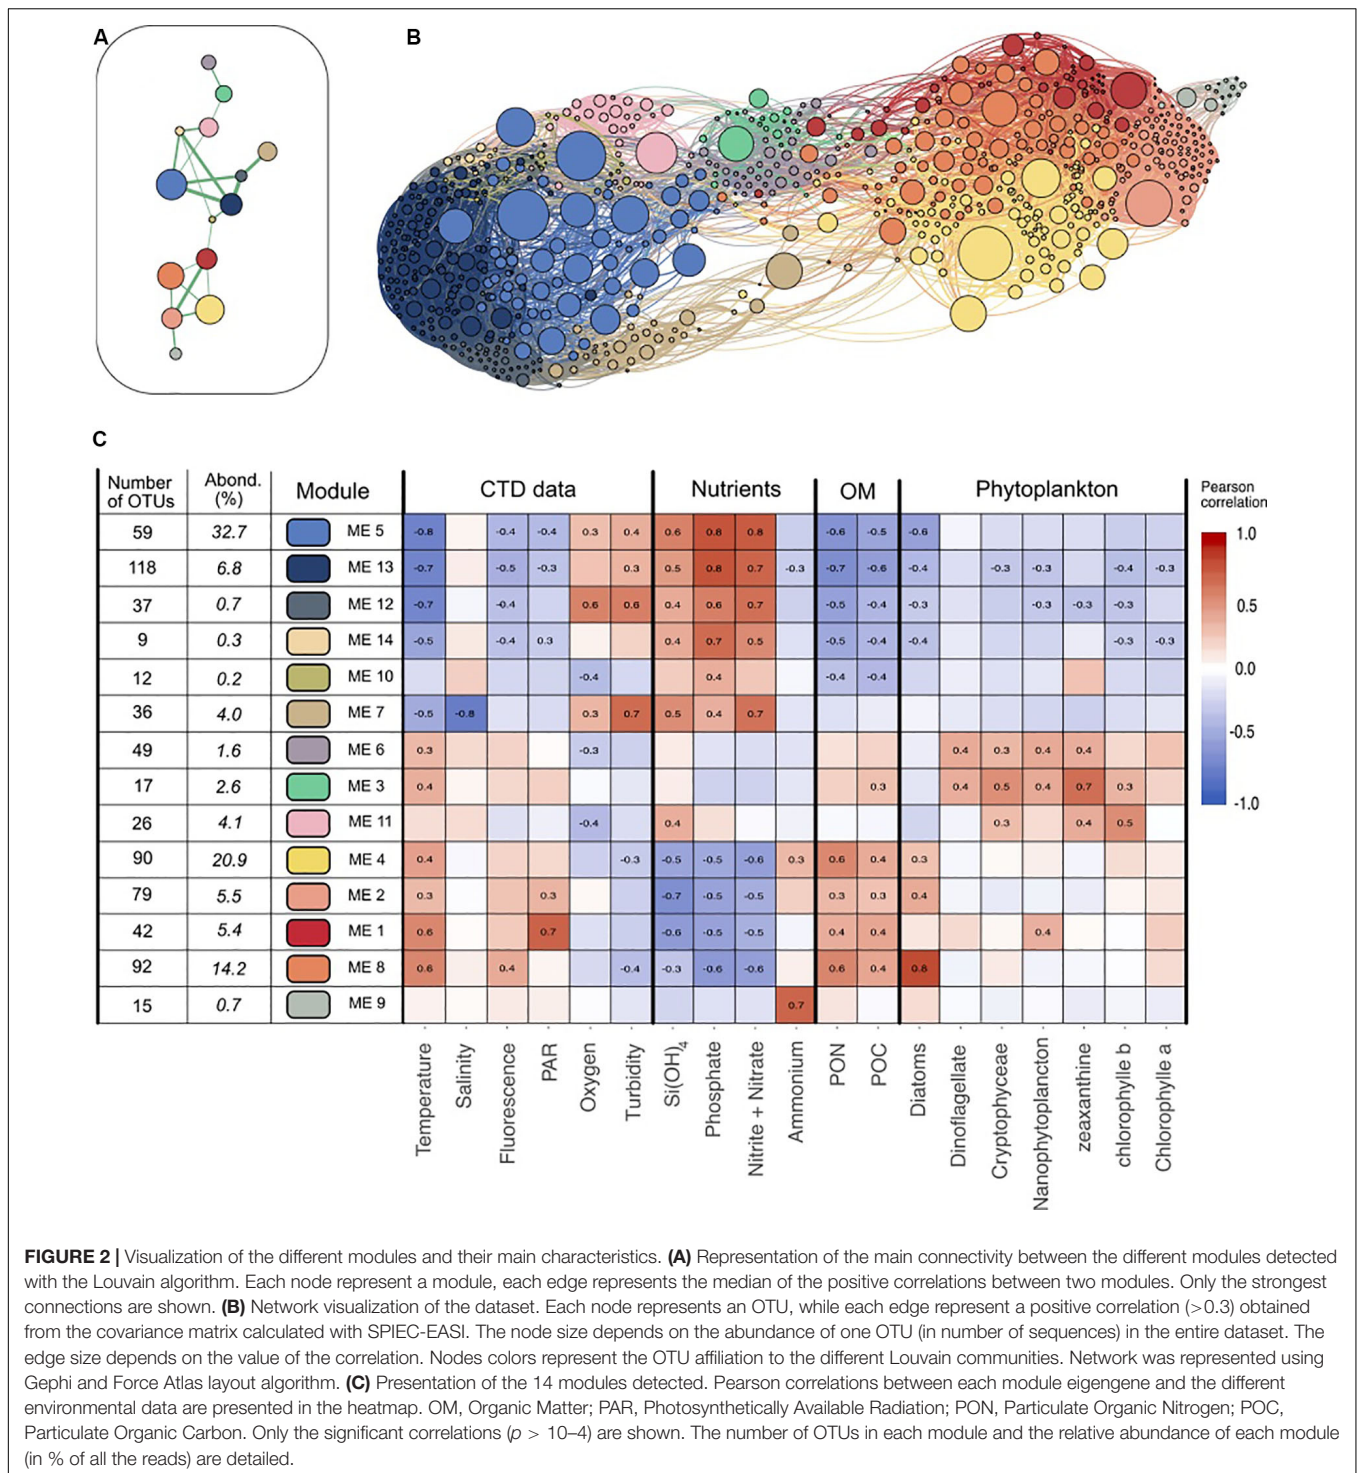 A
B
C
Number of OTUs Abond. (%) Module CTD data Nutrients OM Phytoplankton Pearson correlation
59 32.7 ME 5 -0.8 -0.4 -0.4 0.3 0.4 0.6 0.8 0.8 -0.6 -0.5 -0.6
118 6.8 ME 13 -0.7 -0.5 -0.3 0.3 0.5 0.8 0.7 -0.3 -0.7 -0.6 -0.4 -0.3 -0.3 -0.4 -0.3
37 0.7 ME 12 -0.7 -0.4 0.6 0.6 0.4 0.6 0.7 -0.5 -0.4 -0.3 -0.3 -0.3 -0.3
9 0.3 ME 14 -0.5 -0.4 0.3 0.4 0.7 0.5 -0.5 -0.4 -0.4 -0.3 -0.3
12 0.2 ME 10 -0.4 0.4 -0.4 -0.4
36 4.0 ME 7 -0.5 -0.8 0.3 0.7 0.5 0.4 0.7
49 1.6 ME 6 0.3 -0.3 0.4 0.3 0.4 0.4
17 2.6 ME 3 0.4 0.3 0.4 0.5 0.4 0.7 0.3
26 4.1 ME 11 -0.4 0.4 0.3 0.4 0.5
90 20.9 ME 4 0.4 -0.3 -0.5 -0.5 -0.6 0.3 0.6 0.4 0.3
79 5.5 ME 2 0.3 0.3 -0.7 -0.5 -0.5 0.3 0.3 0.4
42 5.4 ME 1 0.6 0.7 -0.6 -0.5 -0.5 0.4 0.4 0.4
92 14.2 ME 8 0.6 0.4 -0.4 -0.3 -0.6 -0.6 0.6 0.4 0.8
15 0.7 ME 9 0.7
1.0
0.5
0.0
-0.5
-1.0
Temperature
Salinity
Fluorescence
PAR
Oxygen
Turbidity
Si(OH)4
Phosphate
Nitrite + Nitrate
Ammonium
PON
POC
Diatoms
Dinoflagellate
Cryptophyceae
Nanophytoplancton
zeaxanthine
chlorophylle b
Chlorophylle a
FIGURE 2 | Visualization of the different modules and their main characteristics. (A) Representation of the main connectivity between the different modules detected
with the Louvain algorithm. Each node represent a module, each edge represents the median of the positive correlations between two modules. Only the strongest
connections are shown. (B) Network visualization of the dataset. Each node represents an OTU, while each edge represent a positive correlation (>0.3) obtained
from the covariance matrix calculated with SPIEC-EASI. The node size depends on the abundance of one OTU (in number of sequences) in the entire dataset. The
edge size depends on the value of the correlation. Nodes colors represent the OTU affiliation to the different Louvain communities. Network was represented using
Gephi and Force Atlas layout algorithm. (C) Presentation of the 14 modules detected. Pearson correlations between each module eigengene and the different
environmental data are presented in the heatmap. OM, Organic Matter; PAR, Photosynthetically Available Radiation; PON, Particulate Organic Nitrogen; POC,
Particulate Organic Carbon. Only the significant correlations (p > 10–4) are shown. The number of OTUs in each module and the relative abundance of each module
(in % of all the reads) are detailed.